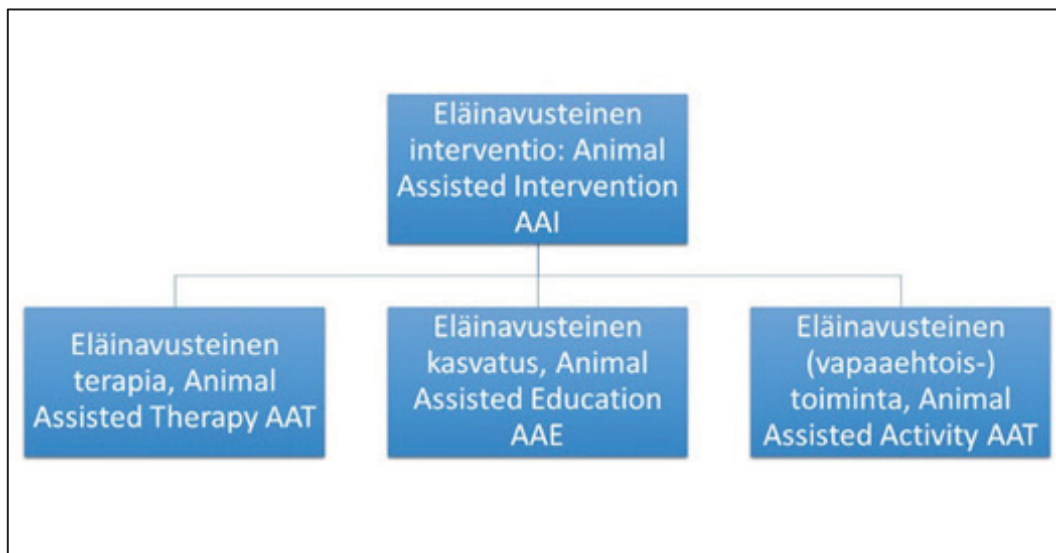 Eläinavusteinen
interventio: Animal
Assisted Intervention
AAI
Eläinavusteinen
terapia, Animal
Assisted Therapy AAT
Eläinavusteinen
kasvatus, Animal
Assisted Education
AAE
Eläinavusteinen
(vapaaehtois-)
toiminta, Animal
Assisted Activity AAT